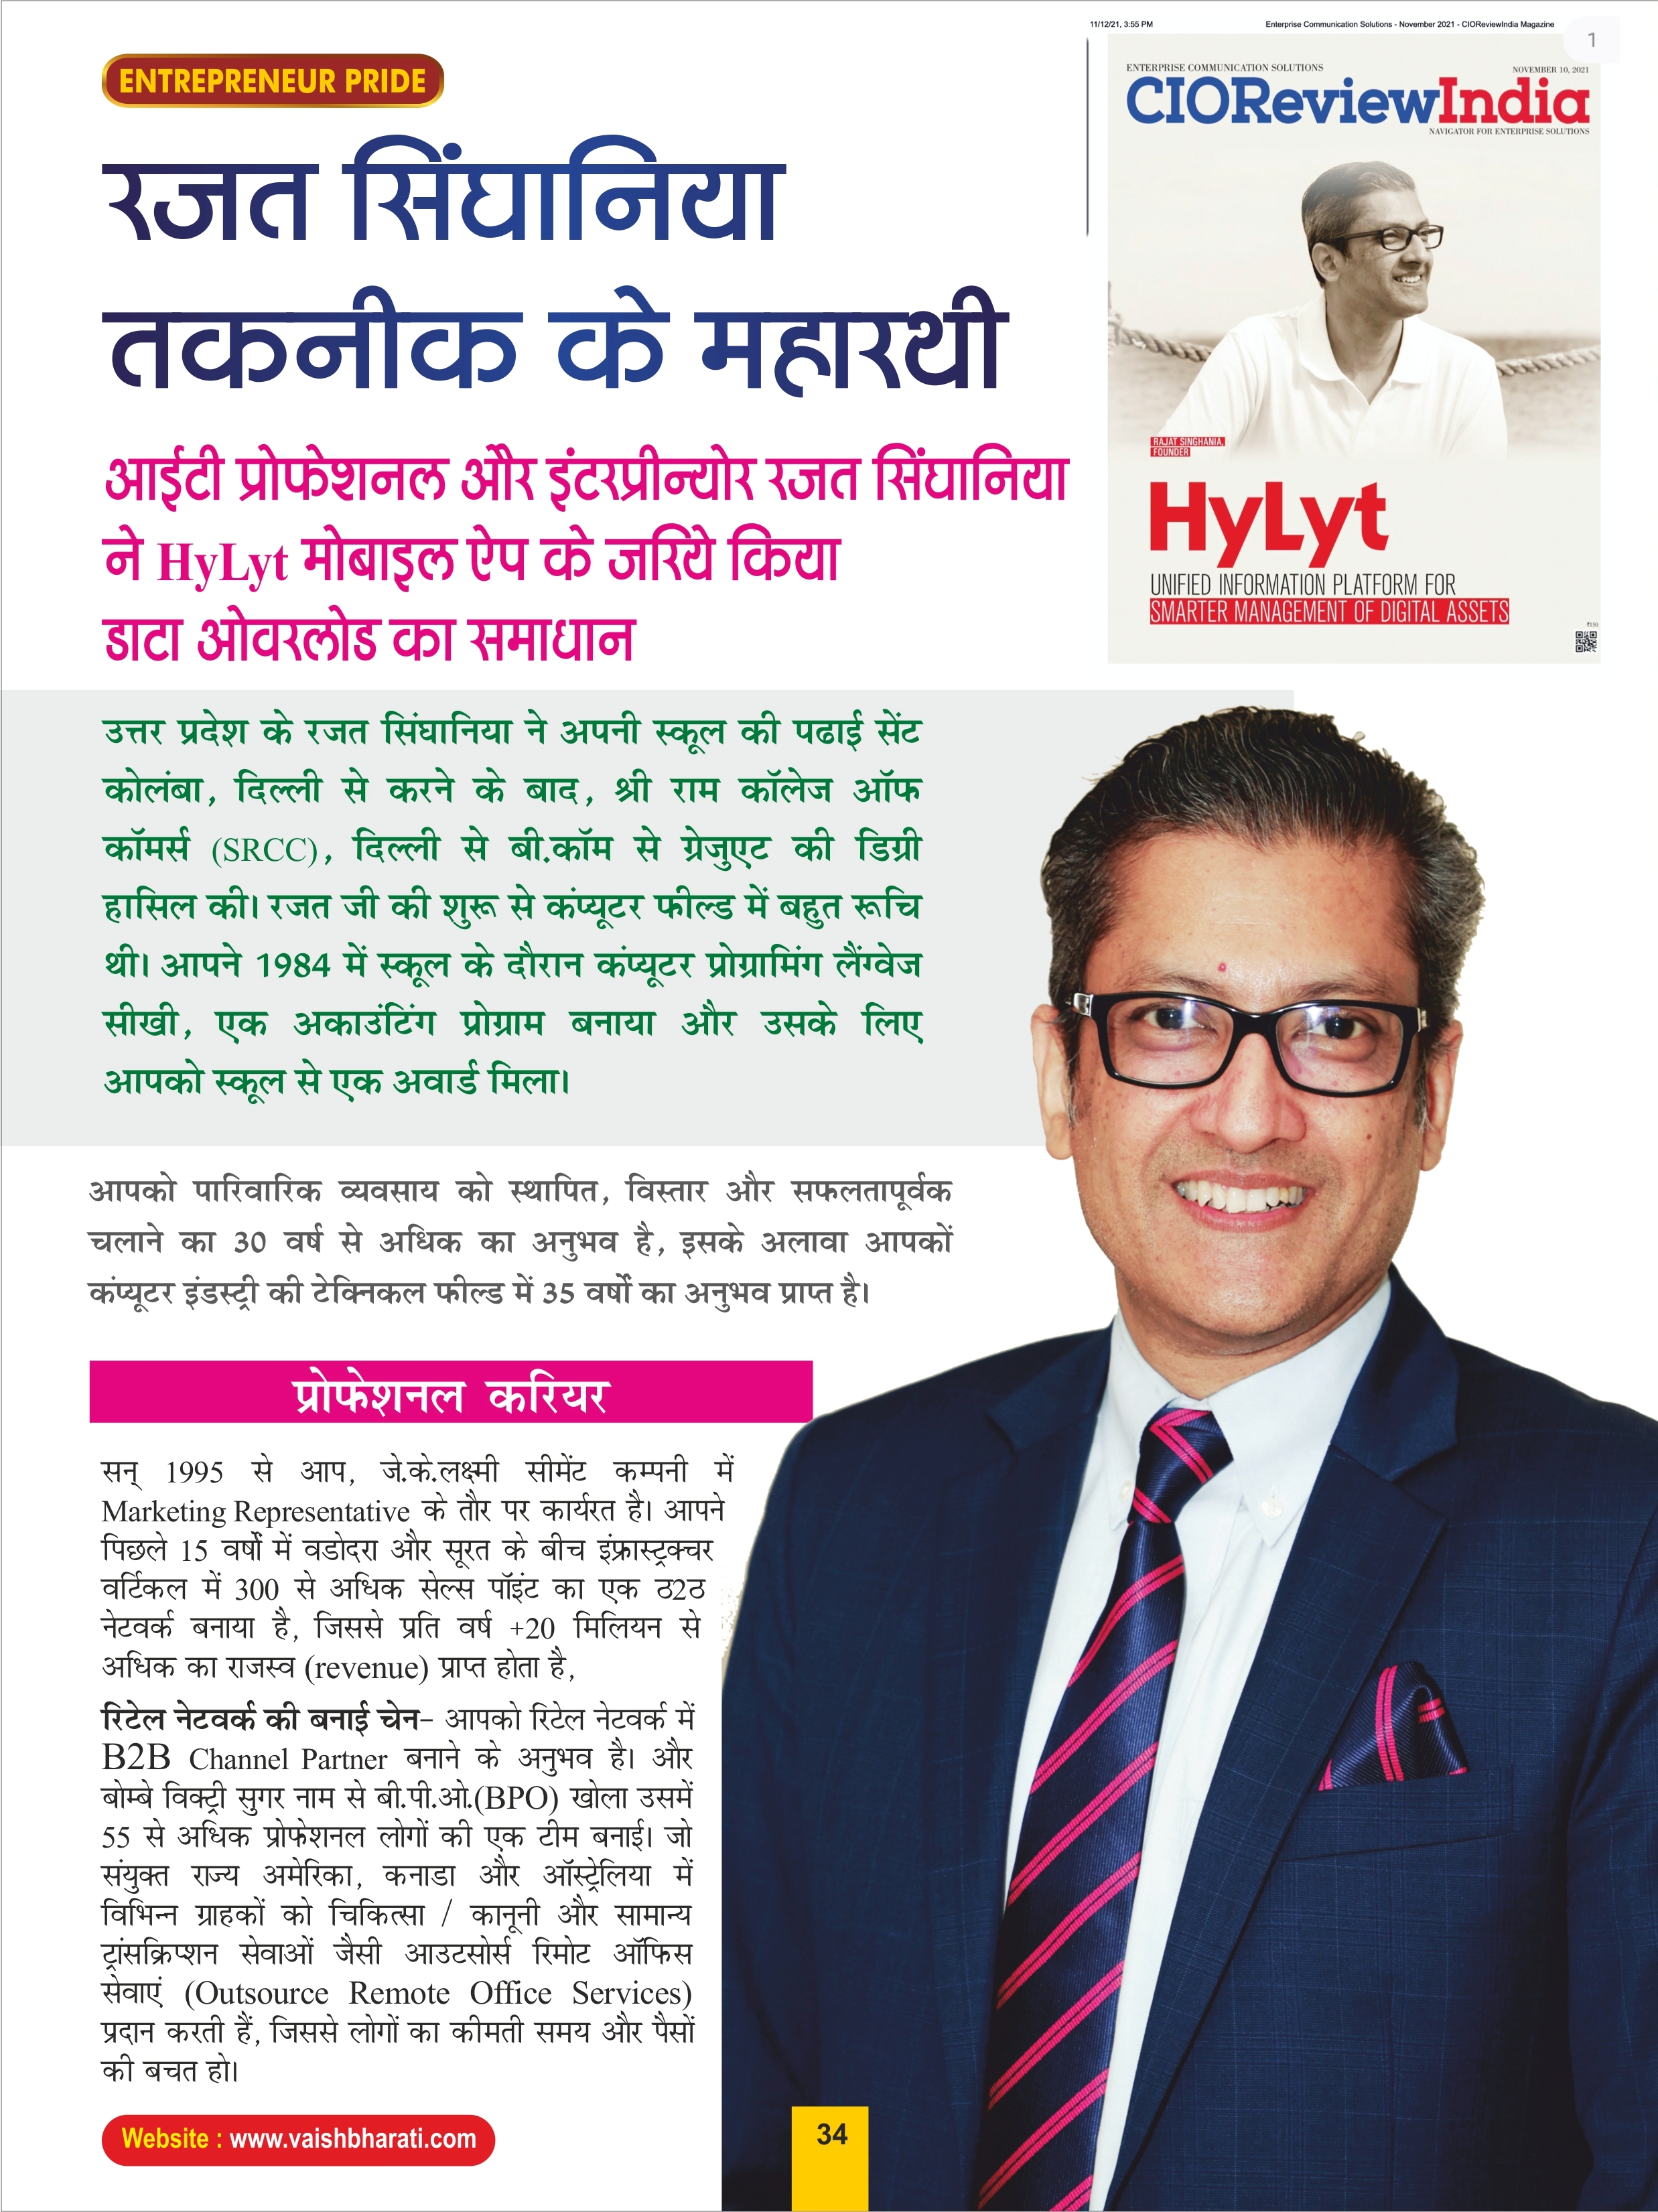 11/12/21, 3:55 PM
Enterprise Communication Solutions - November 2021 - CIOReviewIndia Magazine
1
ENTREPRENEUR PRIDE
रजत सिंघानिया
तकनीक के महारथी
आईटी प्रोफेशनल और इंटरप्रीन्योर रजत सिंघानिया
ने HyLyt मोबाइल ऐप के जरिये किया
डाटा ओवरलोड का समाधान
ENTERPRISE COMMUNICATION SOLUTIONS
NOVEMBER 10, 2021
CIOReviewIndia
NAVIGATOR FOR ENTERPRISE SOLUTIONS
RAJAT SINGHANIA,
FOUNDER
HyLyt
UNIFIED INFORMATION PLATFORM FOR
SMARTER MANAGEMENT OF DIGITAL ASSETS
₹150
उत्तर प्रदेश के रजत सिंघानिया ने अपनी स्कूल की पढाई सेंट
कोलंबा, दिल्ली से करने के बाद, श्री राम कॉलेज ऑफ
कॉमर्स (SRCC), दिल्ली से बी.कॉम से ग्रेजुएट की डिग्री
हासिल की। रजत जी की शुरू से कंप्यूटर फील्ड में बहुत रूचि
थी। आपने 1984 में स्कूल के दौरान कंप्यूटर प्रोग्रामिंग लैंग्वेज
सीखी, एक अकाउंटिंग प्रोग्राम बनाया और उसके लिए
आपको स्कूल से एक अवार्ड मिला।
आपको पारिवारिक व्यवसाय को स्थापित, विस्तार और सफलतापूर्वक
चलाने का 30 वर्ष से अधिक का अनुभव है, इसके अलावा आपकों
कंप्यूटर इंडस्ट्री की टेक्निकल फील्ड में 35 वर्षों का अनुभव प्राप्त है।
प्रोफेशनल करियर
सन् 1995 से आप, जे.के.लक्ष्मी सीमेंट कम्पनी में
Marketing Representative के तौर पर कार्यरत है। आपने
पिछले 15 वर्षों में वडोदरा और सूरत के बीच इंफ्रास्ट्रक्चर
वर्टिकल में 300 से अधिक सेल्स पॉइंट का एक ठ2ठ
नेटवर्क बनाया है, जिससे प्रति वर्ष +20 मिलियन से
अधिक का राजस्व (revenue) प्राप्त होता है,
रिटेल नेटवर्क की बनाई चेन- आपको रिटेल नेटवर्क में
B2B Channel Partner बनाने के अनुभव है। और
बोम्बे विक्ट्री सुगर नाम से बी.पी.ओ.(BPO) खोला उसमें
55 से अधिक प्रोफेशनल लोगों की एक टीम बनाई। जो
संयुक्त राज्य अमेरिका, कनाडा और ऑस्ट्रेलिया में
विभिन्न ग्राहकों को चिकित्सा / कानूनी और सामान्य
ट्रांसक्रिप्शन सेवाओं जैसी आउटसोर्स रिमोट ऑफिस
सेवाएं (Outsource Remote Office Services)
प्रदान करती हैं, जिससे लोगों का कीमती समय और पैसों
की बचत हो।
Website : www.vaishbharati.com
34